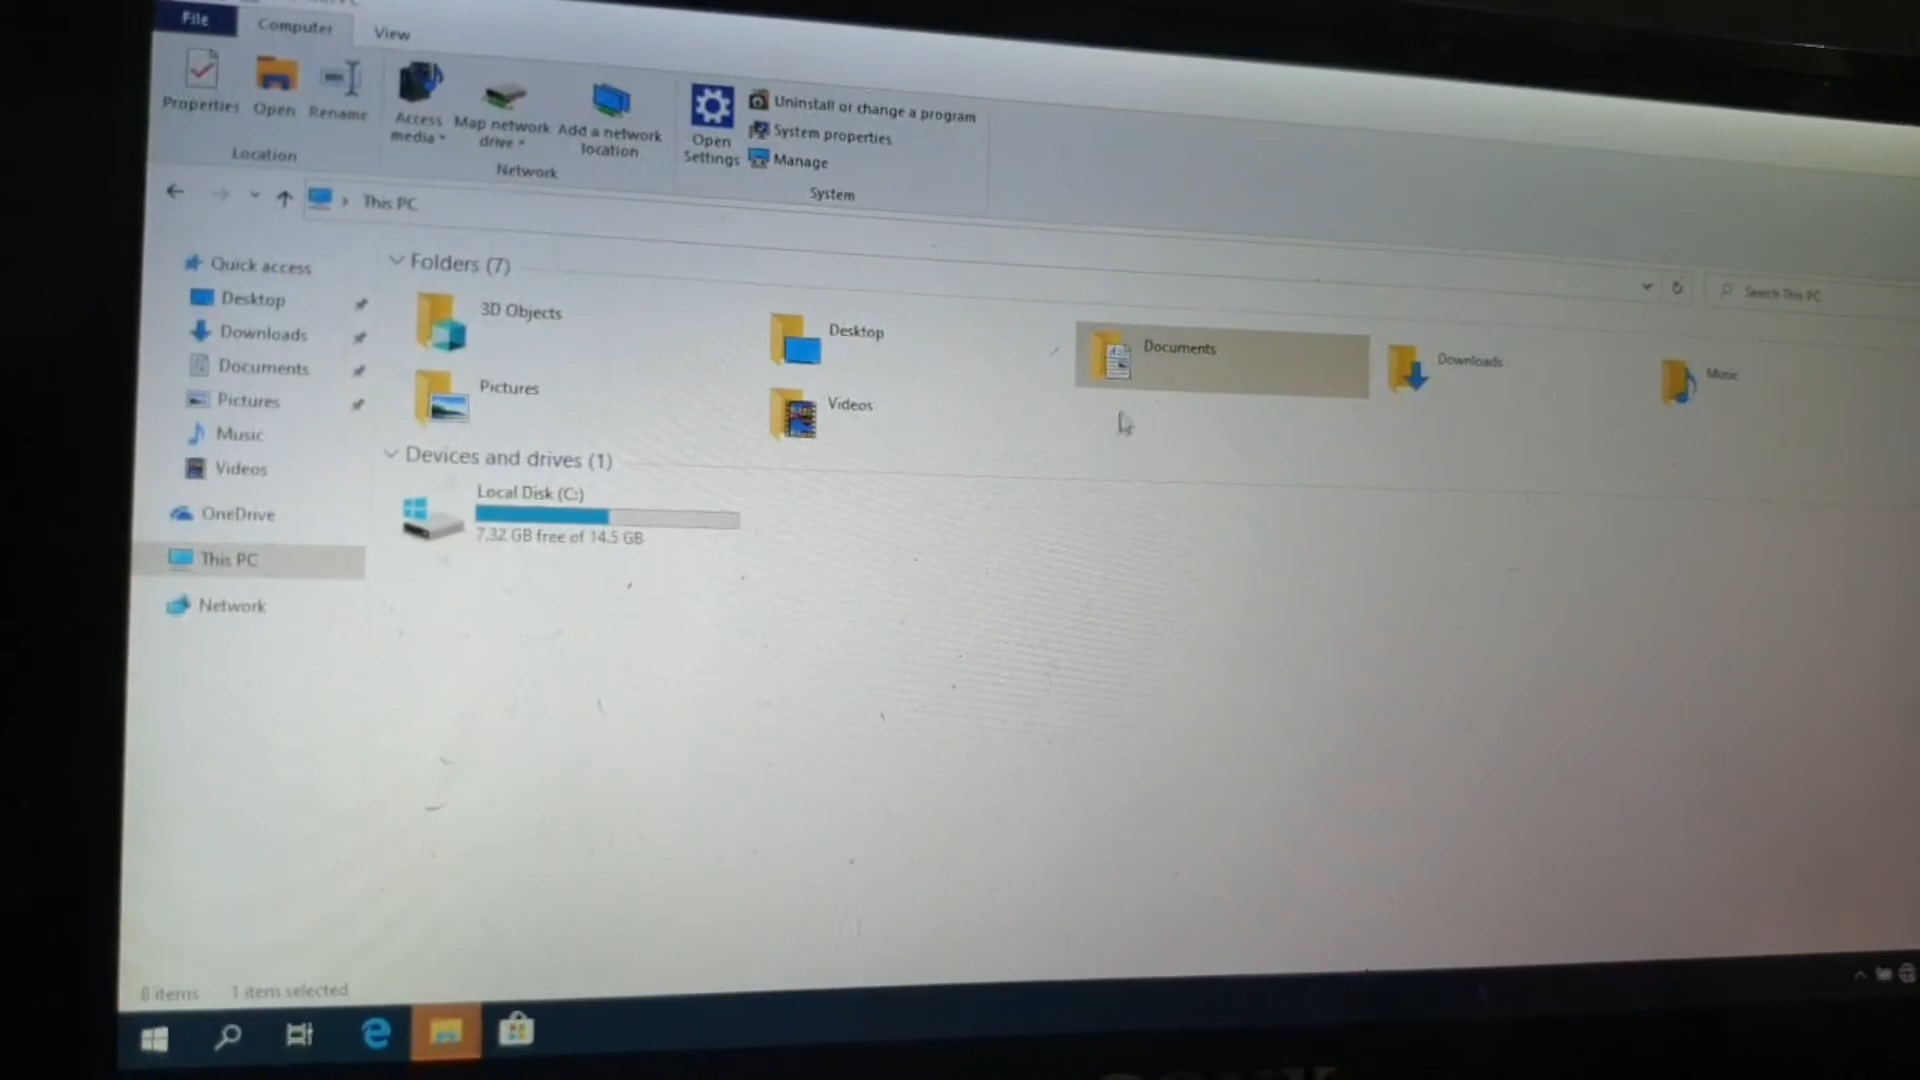 File Computer View
Properties Open Rename Access media Map network drive Add a network location Open Settings Uninstall or change a program
System properties
Manage
Location Network System
This PC
Search This PC
Quick access
Desktop
Downloads
Documents
Pictures
Music
Videos
OneDrive
This PC
Network
Folders (7)
3D Objects Desktop Documents Downloads Music
Pictures Videos
Devices and drives (1)
Local Disk (C:)
7.32 GB free of 14.5 GB
8 items 1 item selected